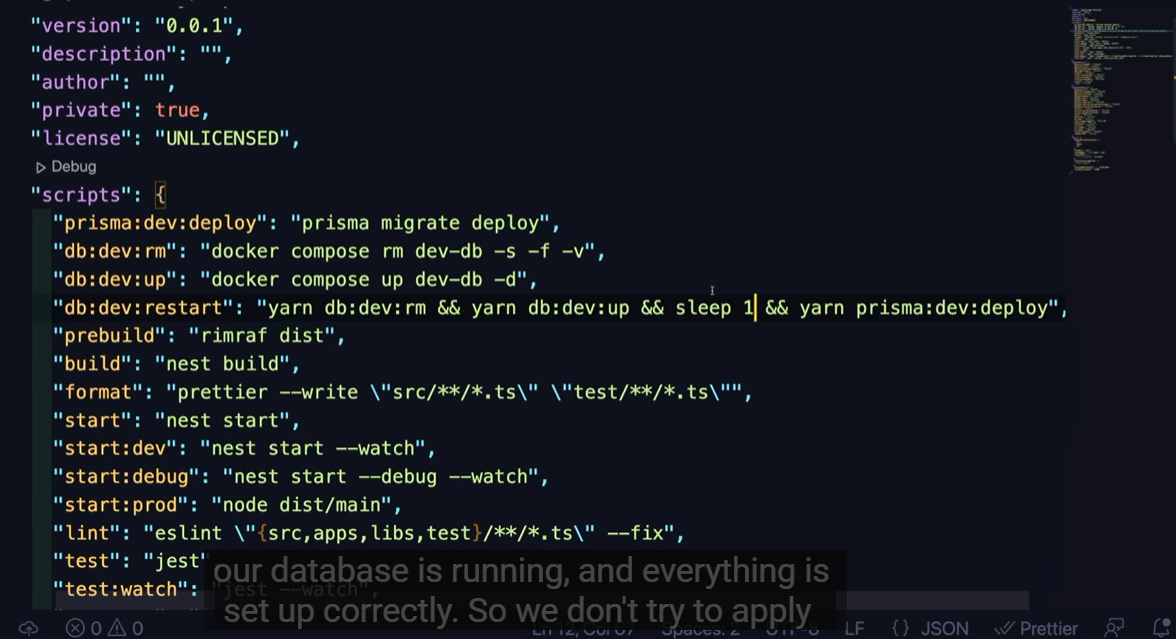 "version": "0.0.1",
"description": "",
"author": "",
"private": true,
"license": "UNLICENSED",
Debug
"scripts": {
"prisma:dev:deploy": "prisma migrate deploy",
"db:dev:rm": "docker compose rm dev-db -s -f -v",
"db:dev:up": "docker compose up dev-db -d",
"db:dev:restart": "yarn db:dev:rm && yarn db:dev:up && sleep 1 && yarn prisma:dev:deploy",
"prebuild": "rimraf dist",
"build": "nest build",
"format": "prettier --write \"src/**/*.ts\" \"test/**/*.ts\"",
"start": "nest start",
"start:dev": "nest start --watch",
"start:debug": "nest start --debug --watch",
"start:prod": "node dist/main",
"lint": "eslint \"{src,apps,libs,test}/**/*.ts\" --fix",
"test": "jest"
"test:watch": "jest --watch",
our database is running, and everything is
set up correctly. So we don't try to apply
0 0 Ln 12, Col 67 Spaces: 2 UTF-8 LF {} JSON Prettier